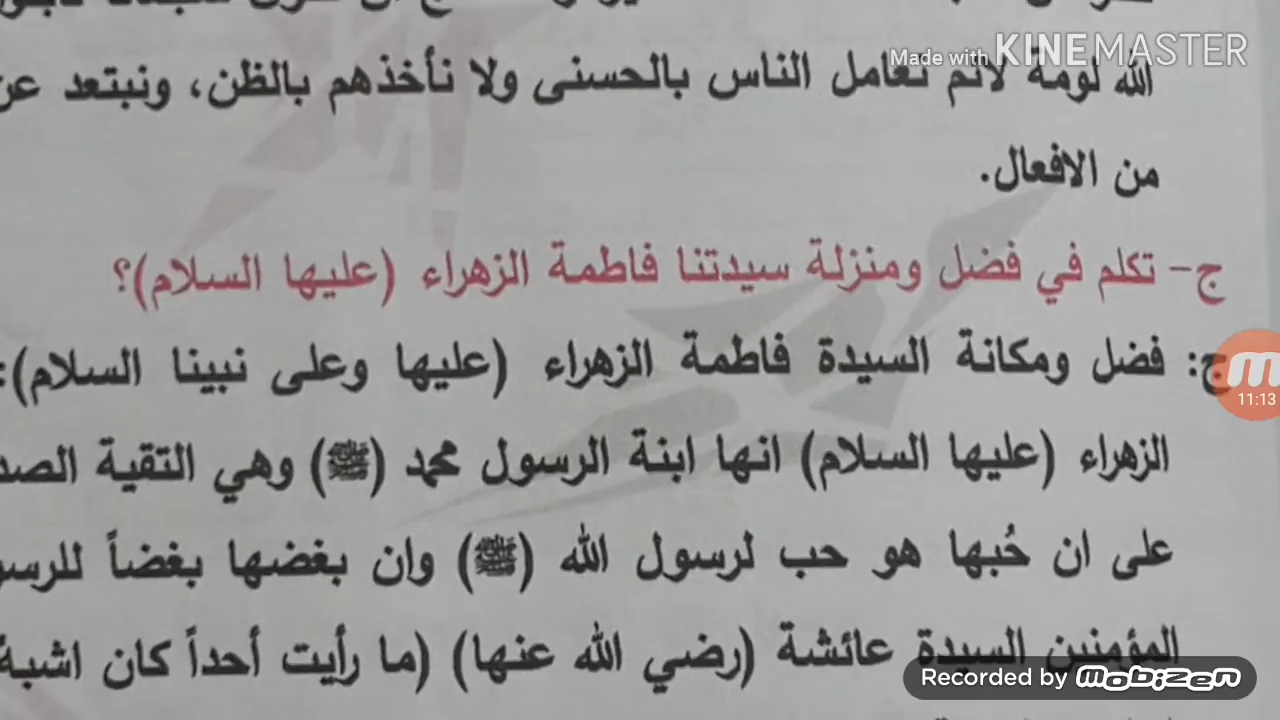 Made with KINEMASTER
الله لومة لائم نعامل الناس بالحسنى ولا نأخذهم بالظن، ونبتعد عن
من الافعال.
ج- تكلم في فضل ومنزلة سيدتنا فاطمة الزهراء (عليها السلام)؟
ج: فضل ومكانة السيدة فاطمة الزهراء (عليها وعلى نبينا السلام):
11:13
الزهراء (عليها السلام) انها ابنة الرسول محمد (ﷺ) وهي التقية
على ان حُبها هو حب لرسول الله (ﷺ) وان بغضها بغضاً
المؤمنين السيدة عائشة (رضي الله عنها) (ما رأيت أحداً كان اشبه
Recorded by mobizen